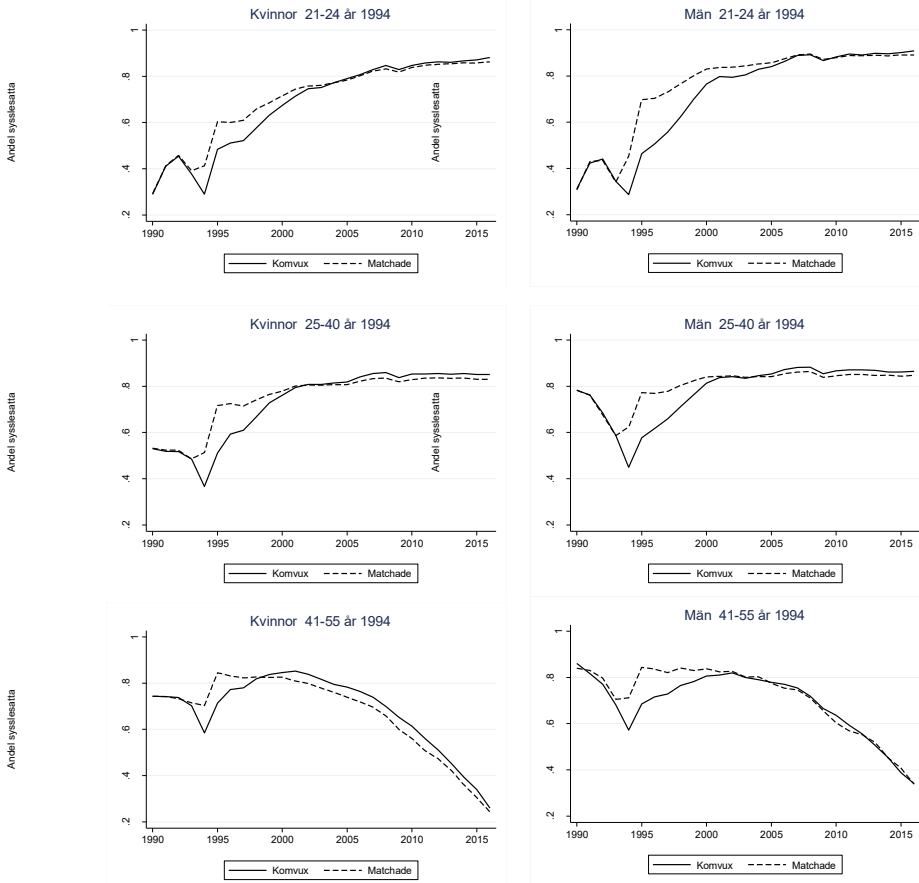 Kvinnor 21-24 år 1994
Andel sysslesatta
1
.8
.6
.4
.2
1990 1995 2000 2005 2010 2015
Komvux Matchade
Män 21-24 år 1994
Andel sysslesatta
1
.8
.6
.4
.2
1990 1995 2000 2005 2010 2015
Komvux Matchade
Kvinnor 25-40 år 1994
Andel sysslesatta
1
.8
.6
.4
.2
1990 1995 2000 2005 2010 2015
Komvux Matchade
Män 25-40 år 1994
Andel sysslesatta
1
.8
.6
.4
.2
1990 1995 2000 2005 2010 2015
Komvux Matchade
Kvinnor 41-55 år 1994
Andel sysslesatta
1
.8
.6
.4
.2
1990 1995 2000 2005 2010 2015
Komvux Matchade
Män 41-55 år 1994
1
.8
.6
.4
.2
1990 1995 2000 2005 2010 2015
Komvux Matchade